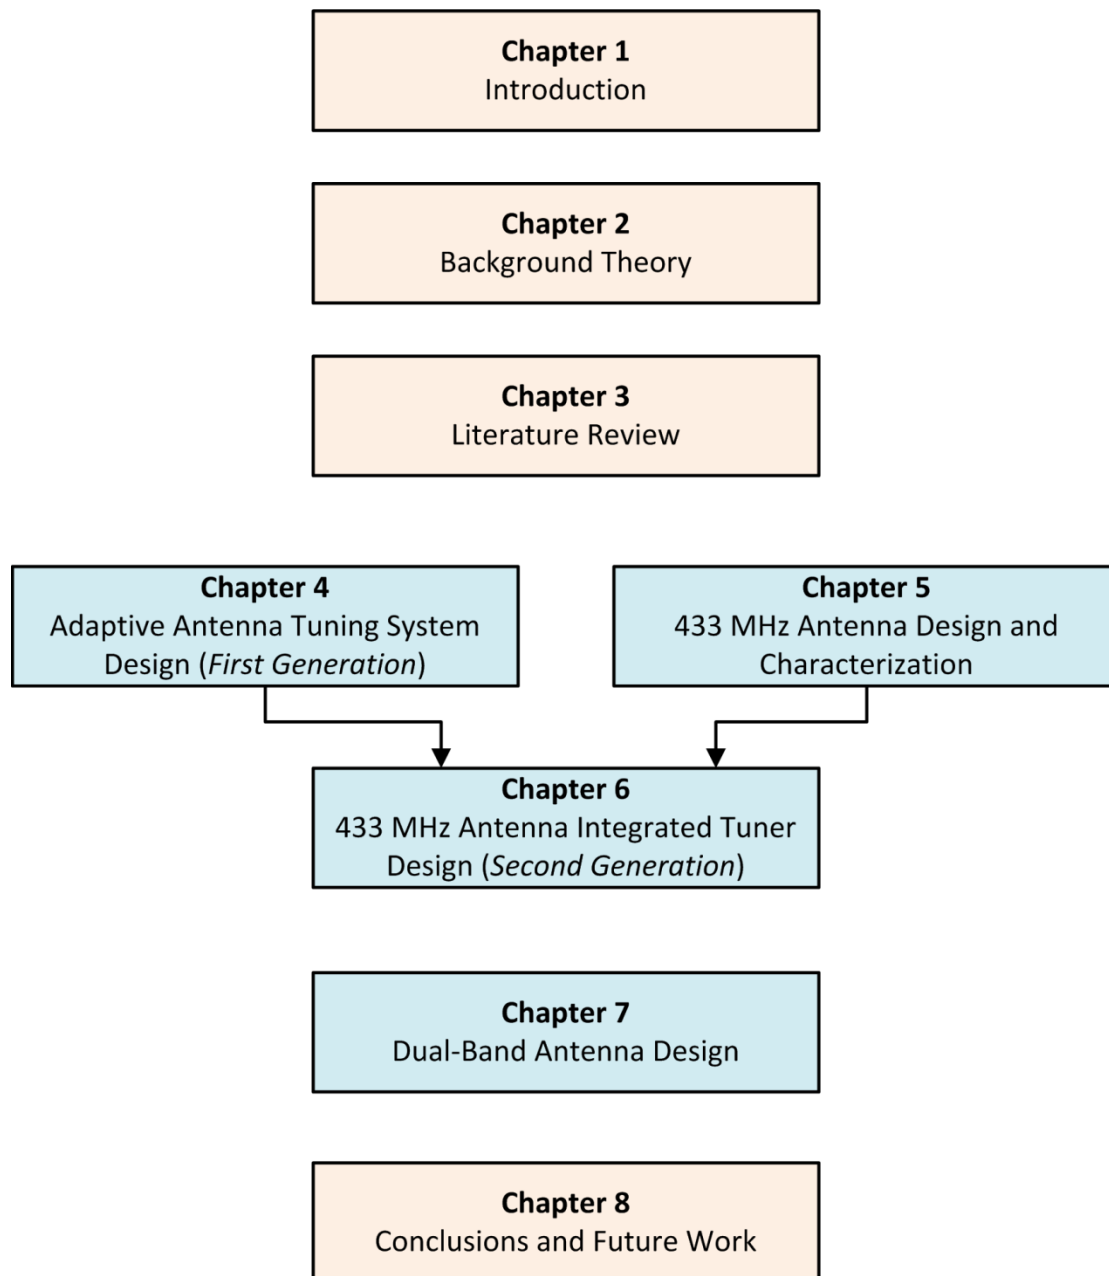 Chapter 1
Introduction
Chapter 2
Background Theory
Chapter 3
Literature Review
Chapter 4
Adaptive Antenna Tuning System
Design (First Generation)
Chapter 5
433 MHz Antenna Design and
Characterization
Chapter 6
433 MHz Antenna Integrated Tuner
Design (Second Generation)
Chapter 7
Dual-Band Antenna Design
Chapter 8
Conclusions and Future Work